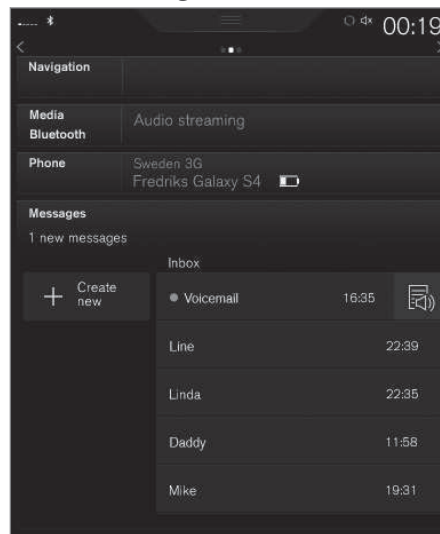 00:19
Navigation
Media
Bluetooth
Audio streaming
Phone
Sweden 3G
Fredriks Galaxy S4
Messages
1 new messages
Inbox
Create
new
Voicemail 16:35
Line 22:39
Linda 22:35
Daddy 11:58
Mike 19:31